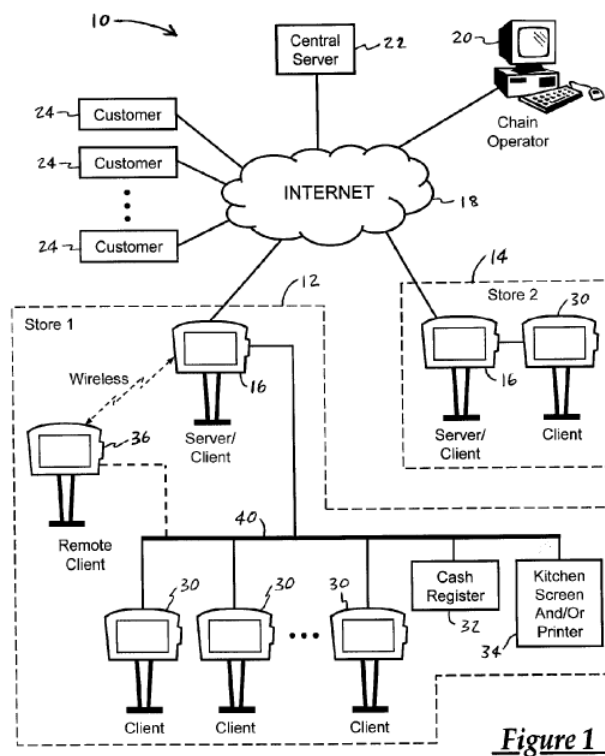 10
Central
Server
22
20
Chain
Operator
24
Customer
24
Customer
24
Customer
INTERNET
18
12
14
Store 1
Store 2
30
Wireless
16
16
Server/
Client
Server/
Client
Client
36
Remote
Client
40
30
30
30
Cash
Register
32
Kitchen
Screen
And/Or
Printer
34
Client
Client
Client
Figure 1